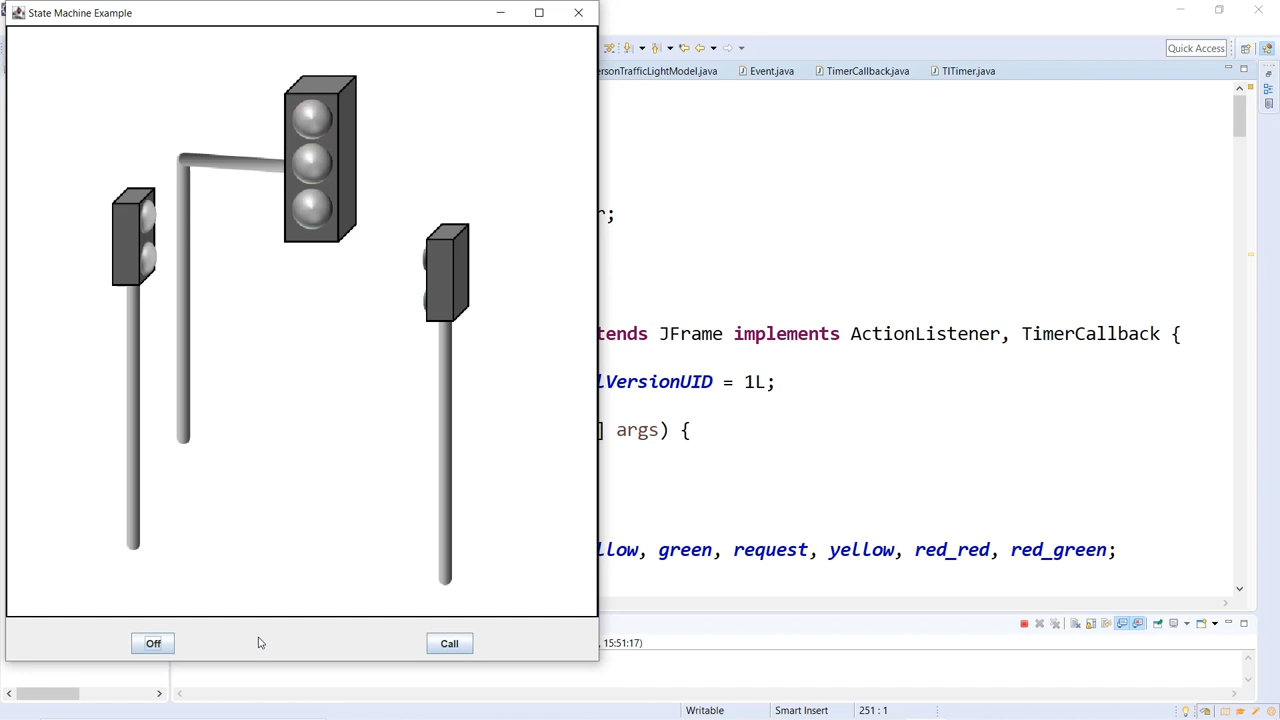 State Machine Example
Quick Access
ersonTrafficLightModel.java
Event.java
TimerCallback.java
TITimer.java
r;
tends JFrame implements ActionListener, TimerCallback {
lVersionUID = 1L;
] args) {
llow, green, request, yellow, red_red, red_green;
Off
Call
15:51:17)
Writable
Smart Insert
251 : 1